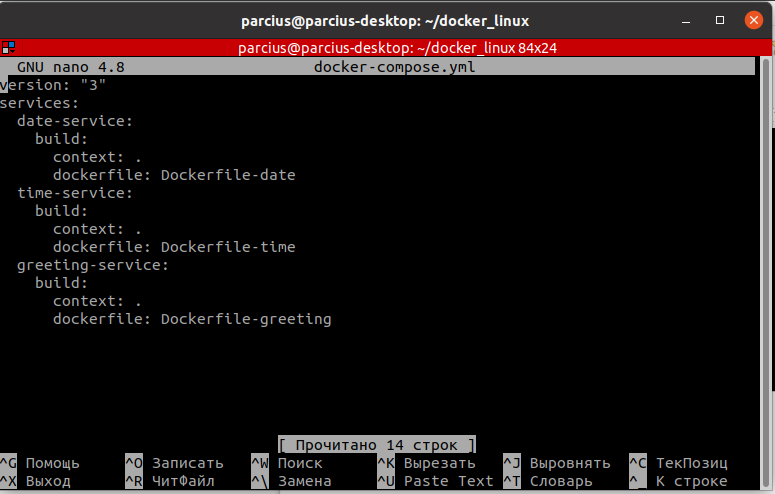 parcius@parcius-desktop: ~/docker_linux
parcius@parcius-desktop: ~/docker_linux 84x24
GNU nano 4.8 docker-compose.yml
version: "3"
services:
  date-service:
    build:
      context: .
      dockerfile: Dockerfile-date
  time-service:
    build:
      context: .
      dockerfile: Dockerfile-time
  greeting-service:
    build:
      context: .
      dockerfile: Dockerfile-greeting
[ Прочитано 14 строк ]
^G Помощь ^O Записать ^W Поиск ^K Вырезать ^J Выровнять ^C ТекПозиц
^X Выход ^R ЧитФайл ^\ Замена ^U Paste Text ^T Словарь ^_ К строке